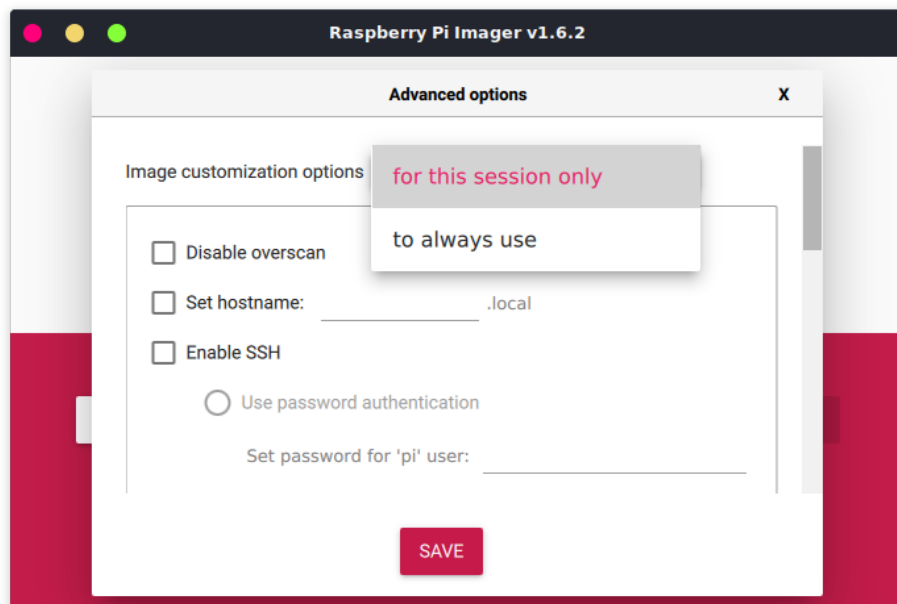 Raspberry Pi Imager v1.6.2
Advanced options X
Image customization options for this session only
to always use
Disable overscan
Set hostname: .local
Enable SSH
Use password authentication
Set password for 'pi' user:
SAVE